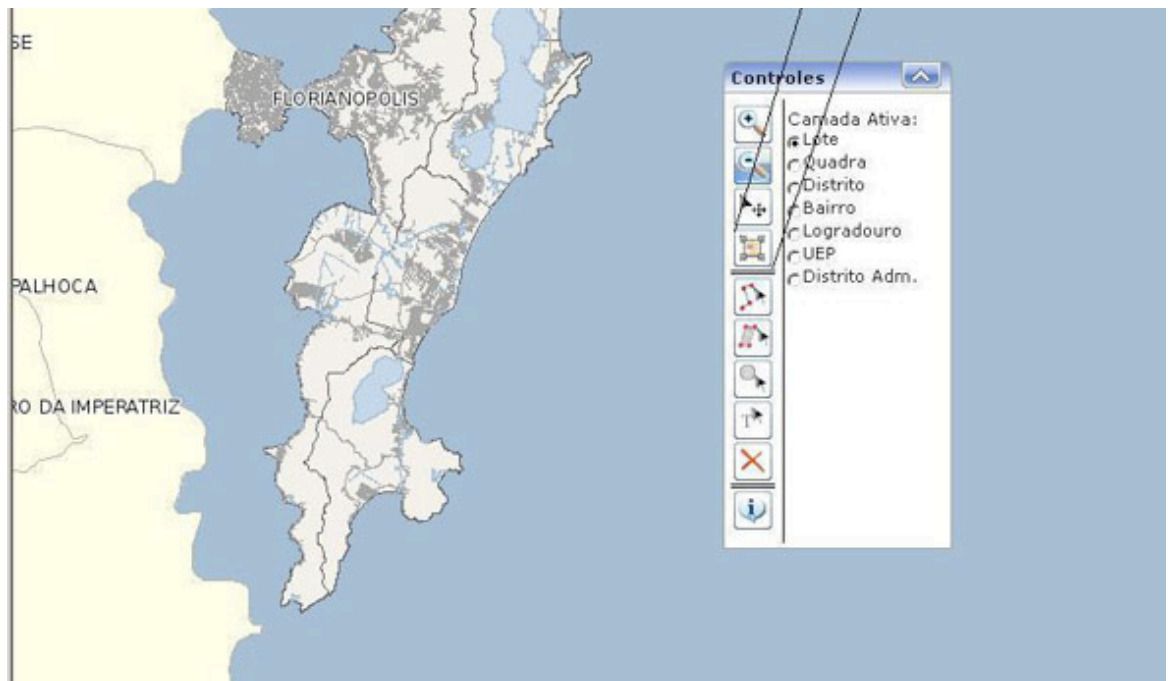 SE
FLORIANOPOLIS
PALHOCA
RO DA IMPERATRIZ
Controles
Camada Ativa:
Lote
Quadra
Distrito
Bairro
Logradouro
UEP
Distrito Adm.
T
i